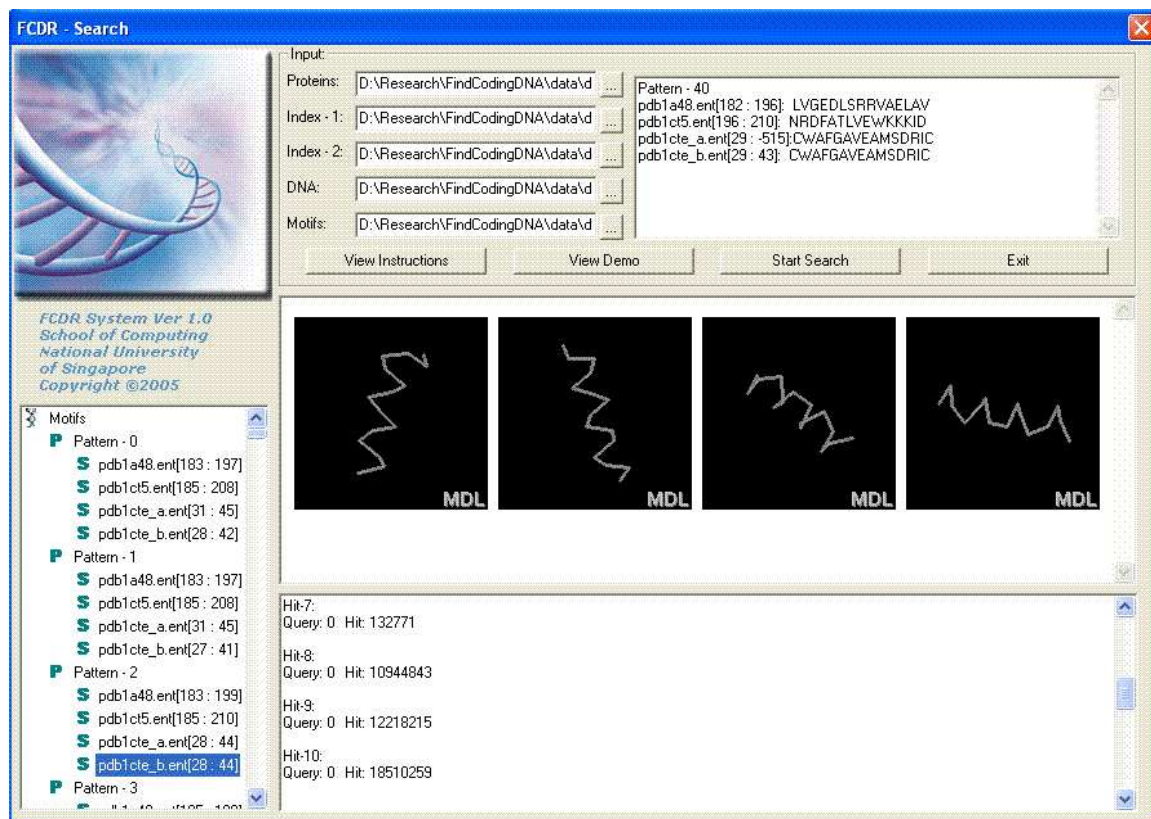 FCDR - Search
Input:
Proteins: D:\Research\FindCodingDNA\data\d ...
Index - 1: D:\Research\FindCodingDNA\data\d ...
Index - 2: D:\Research\FindCodingDNA\data\d ...
DNA: D:\Research\FindCodingDNA\data\d ...
Motifs: D:\Research\FindCodingDNA\data\d ...
Pattern - 40
pdb1a48.ent[182 : 196]: LVGEDLSRRVAELAV
pdb1ct5.ent[196 : 210]: NRDFATLVEWKKKID
pdb1cte_a.ent[29 : -515]:CWAFGAVEAMSDRIC
pdb1cte_b.ent[29 : 43]: CWAFGAVEAMSDRIC
View Instructions
View Demo
Start Search
Exit
FCDR System Ver 1.0
School of Computing
National University
of Singapore
Copyright ©2005
MDL
MDL
MDL
MDL
Motifs
P Pattern - 0
S pdb1a48.ent[183 : 197]
S pdb1ct5.ent[185 : 208]
S pdb1cte_a.ent[31 : 45]
S pdb1cte_b.ent[28 : 42]
P Pattern - 1
S pdb1a48.ent[183 : 197]
S pdb1ct5.ent[185 : 208]
S pdb1cte_a.ent[31 : 45]
S pdb1cte_b.ent[27 : 41]
P Pattern - 2
S pdb1a48.ent[183 : 199]
S pdb1ct5.ent[185 : 210]
S pdb1cte_a.ent[28 : 44]
S pdb1cte_b.ent[28 : 44]
P Pattern - 3
Hit-7:
Query: 0 Hit: 132771
Hit-8:
Query: 0 Hit: 10944843
Hit-9:
Query: 0 Hit: 12218215
Hit-10:
Query: 0 Hit: 18510259